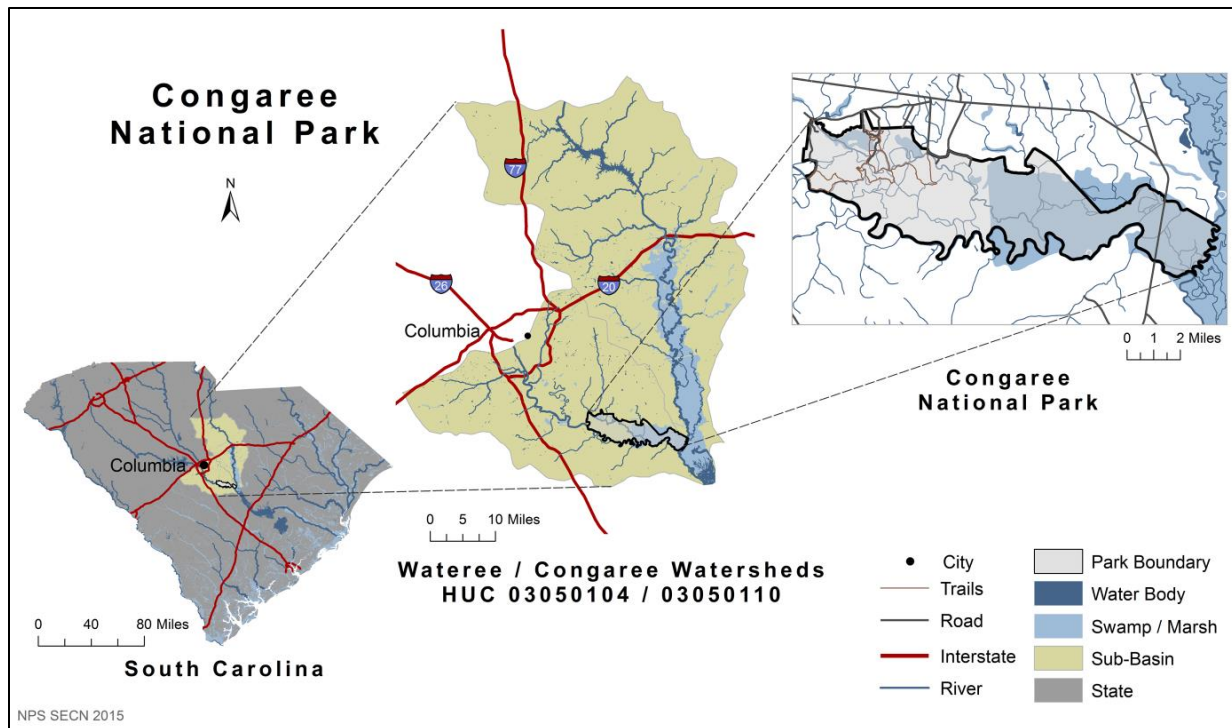 Congaree
National Park
N
77
26
20
Columbia
0 5 10 Miles
Wateree / Congaree Watersheds
HUC 03050104 / 03050110
0 1 2 Miles
Congaree
National Park
Columbia
0 40 80 Miles
South Carolina
City
Trails
Road
Interstate
River
Park Boundary
Water Body
Swamp / Marsh
Sub-Basin
State
NPS SECN 2015